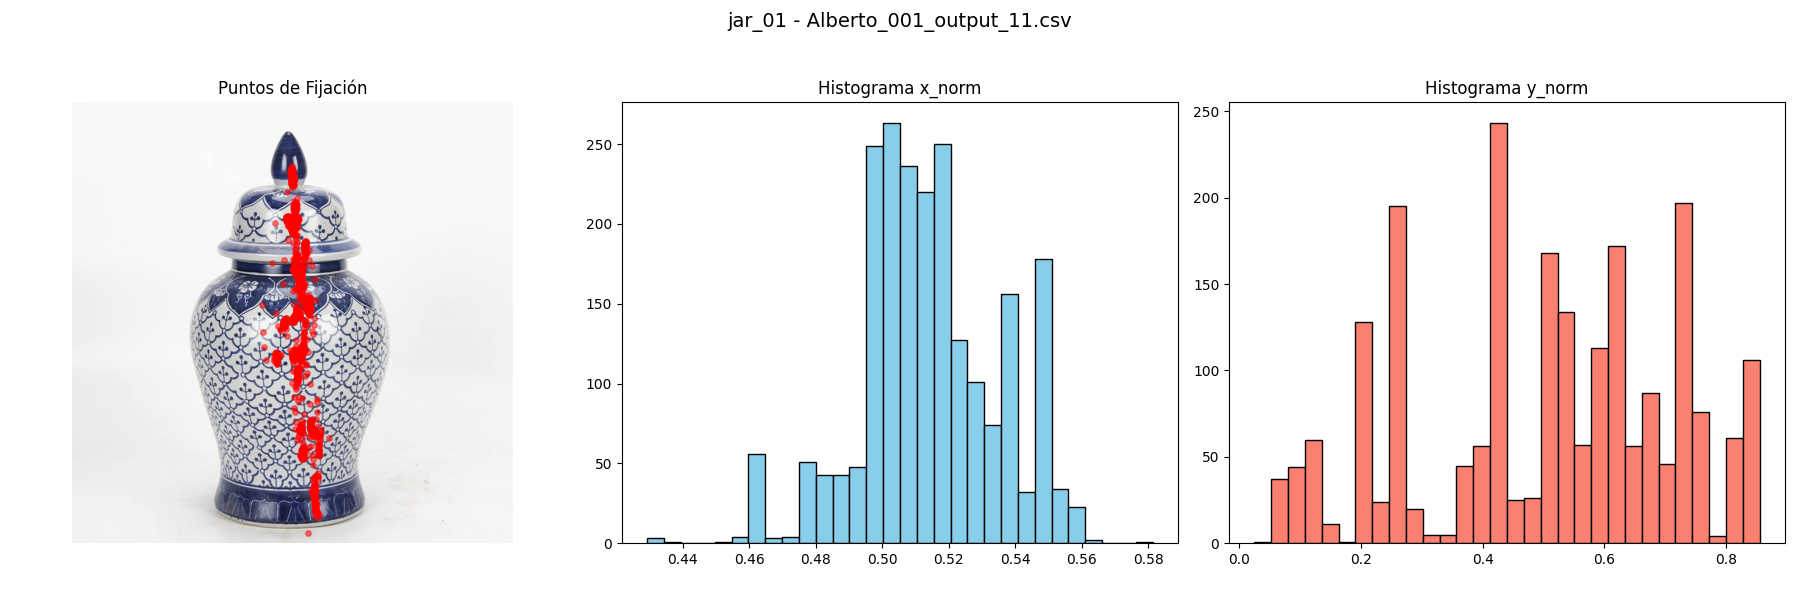 jar_01 - Alberto_001_output_11.csv
Puntos de Fijación
Histograma x_norm
250
200
150
100
50
0
0.44 0.46 0.48 0.50 0.52 0.54 0.56 0.58
Histograma y_norm
250
200
150
100
50
0
0.0 0.2 0.4 0.6 0.8